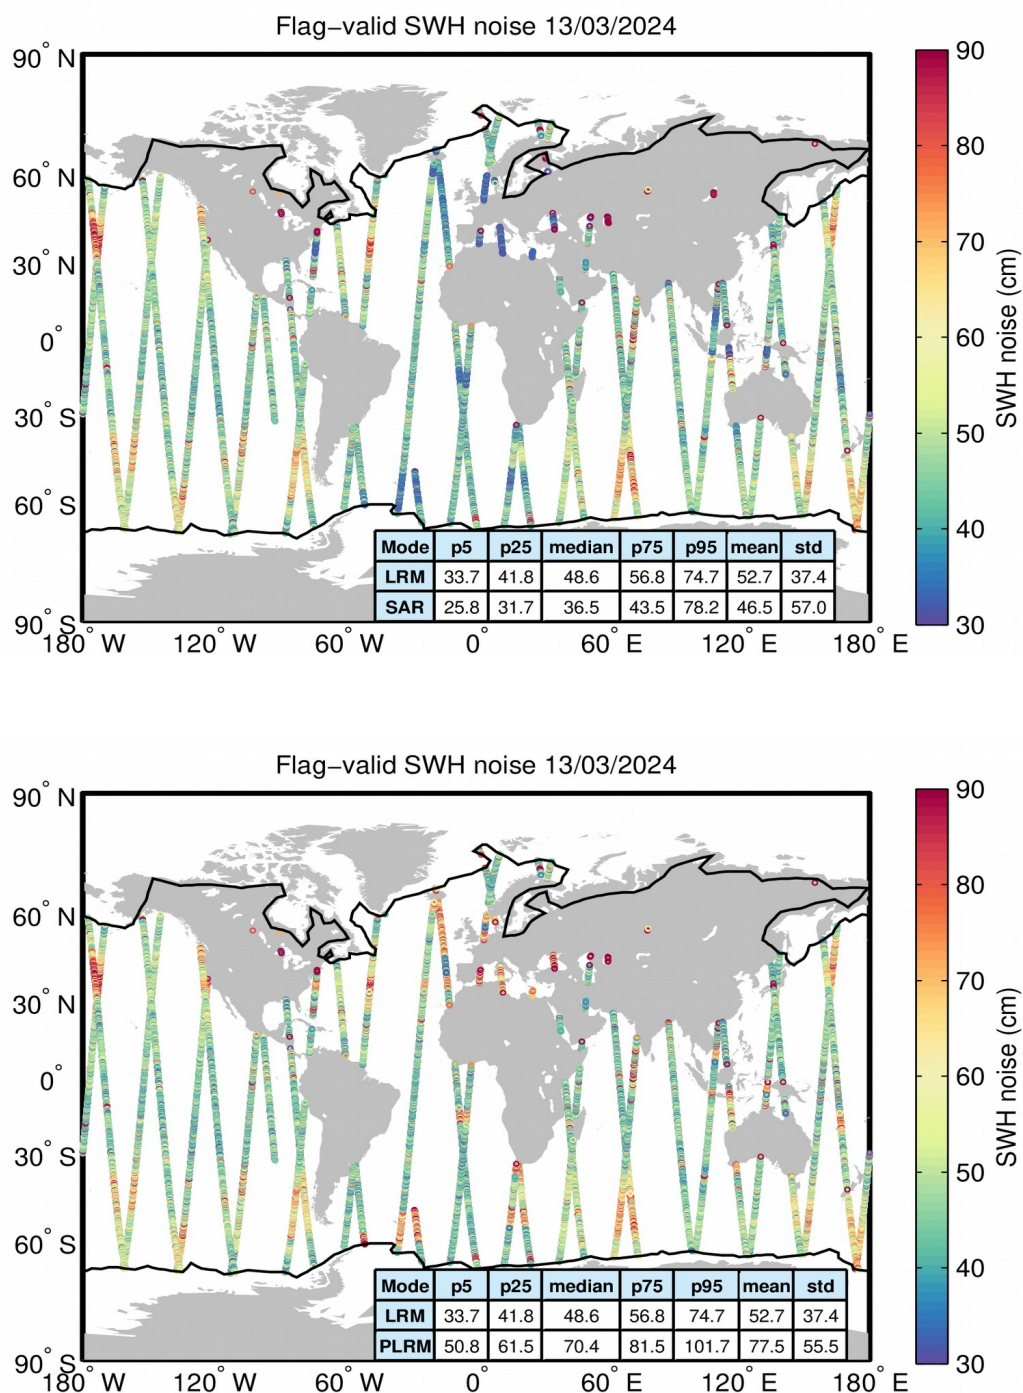 Flag−valid SWH noise 13/03/2024
90° N
60° N
30° N
0°
30° S
60° S
90° S
180° W
120° W
60° W
0°
60° E
120° E
180° E
Mode p5 p25 median p75 p95 mean std
LRM 33.7 41.8 48.6 56.8 74.7 52.7 37.4
SAR 25.8 31.7 36.5 43.5 78.2 46.5 57.0
90
80
70
60
50
40
30
SWH noise (cm)
Flag−valid SWH noise 13/03/2024
90° N
60° N
30° N
0°
30° S
60° S
90° S
180° W
120° W
60° W
0°
60° E
120° E
180° E
Mode p5 p25 median p75 p95 mean std
LRM 33.7 41.8 48.6 56.8 74.7 52.7 37.4
PLRM 50.8 61.5 70.4 81.5 101.7 77.5 55.5
90
80
70
60
50
40
30
SWH noise (cm)